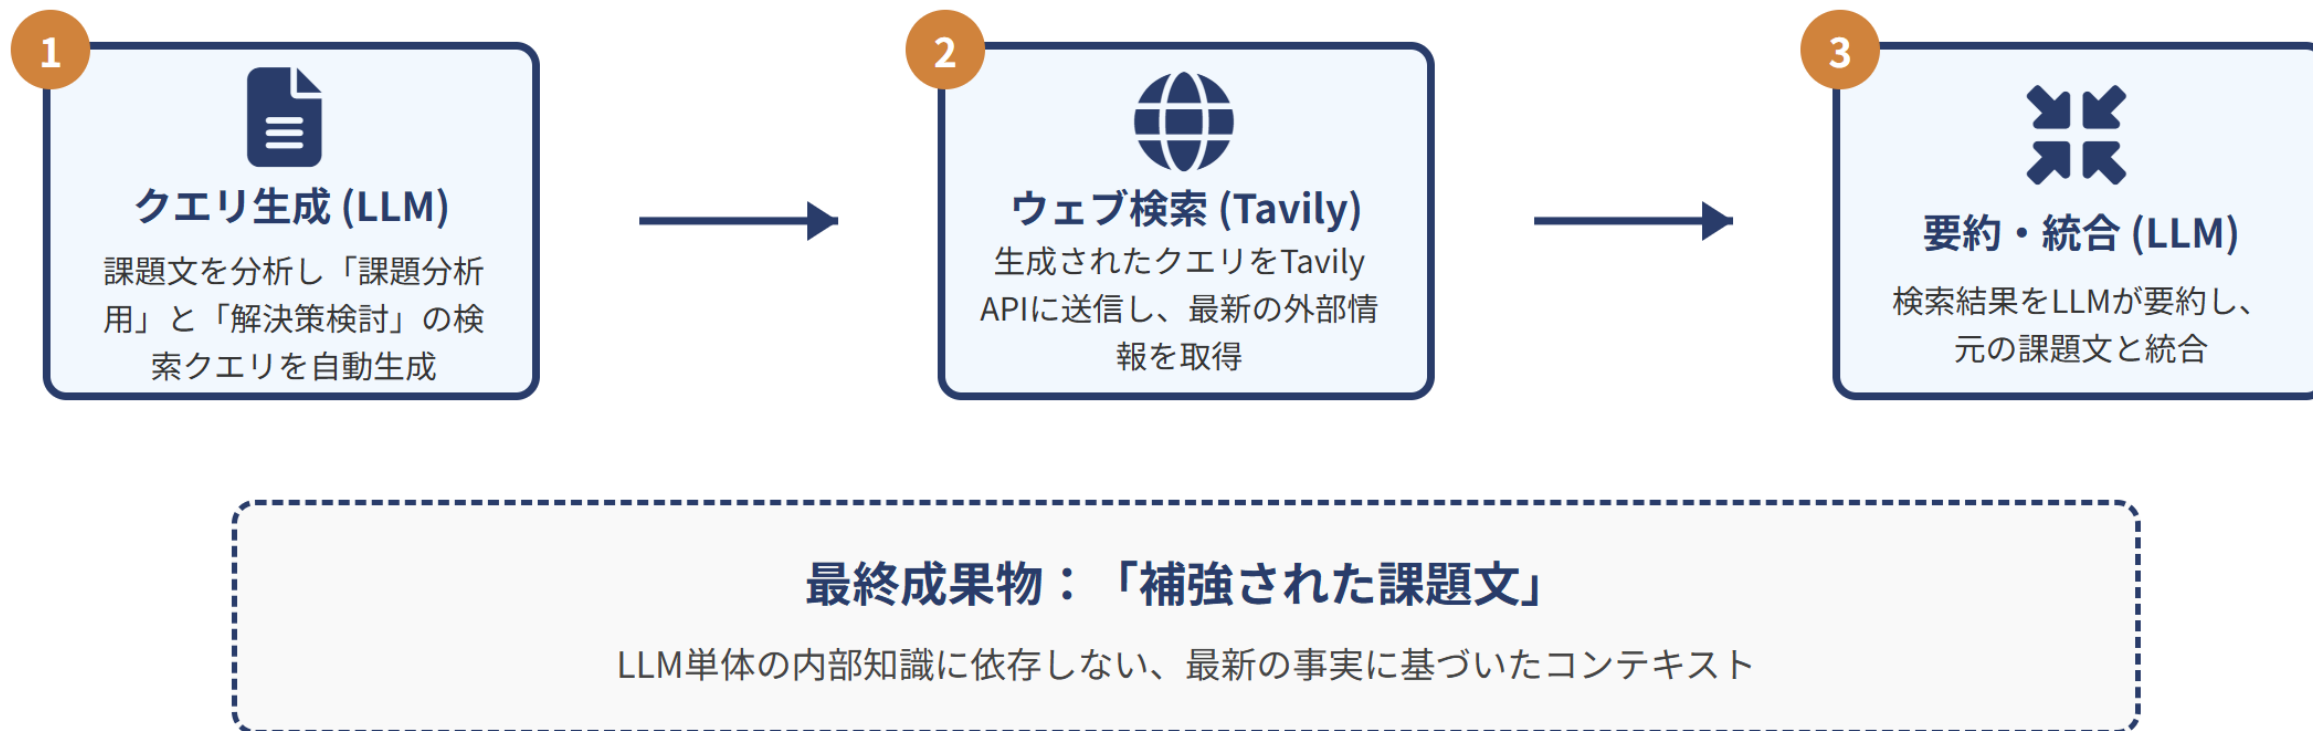 1
クエリ生成 (LLM)
課題文を分析し「課題分析
用」と「解決策検討」の検
索クエリを自動生成
2
ウェブ検索 (Tavily)
生成されたクエリをTavily
APIに送信し、最新の外部情
報を取得
3
要約・統合 (LLM)
検索結果をLLMが要約し、
元の課題文と統合
最終成果物：「補強された課題文」
LLM単体の内部知識に依存しない、最新の事実に基づいたコンテキスト